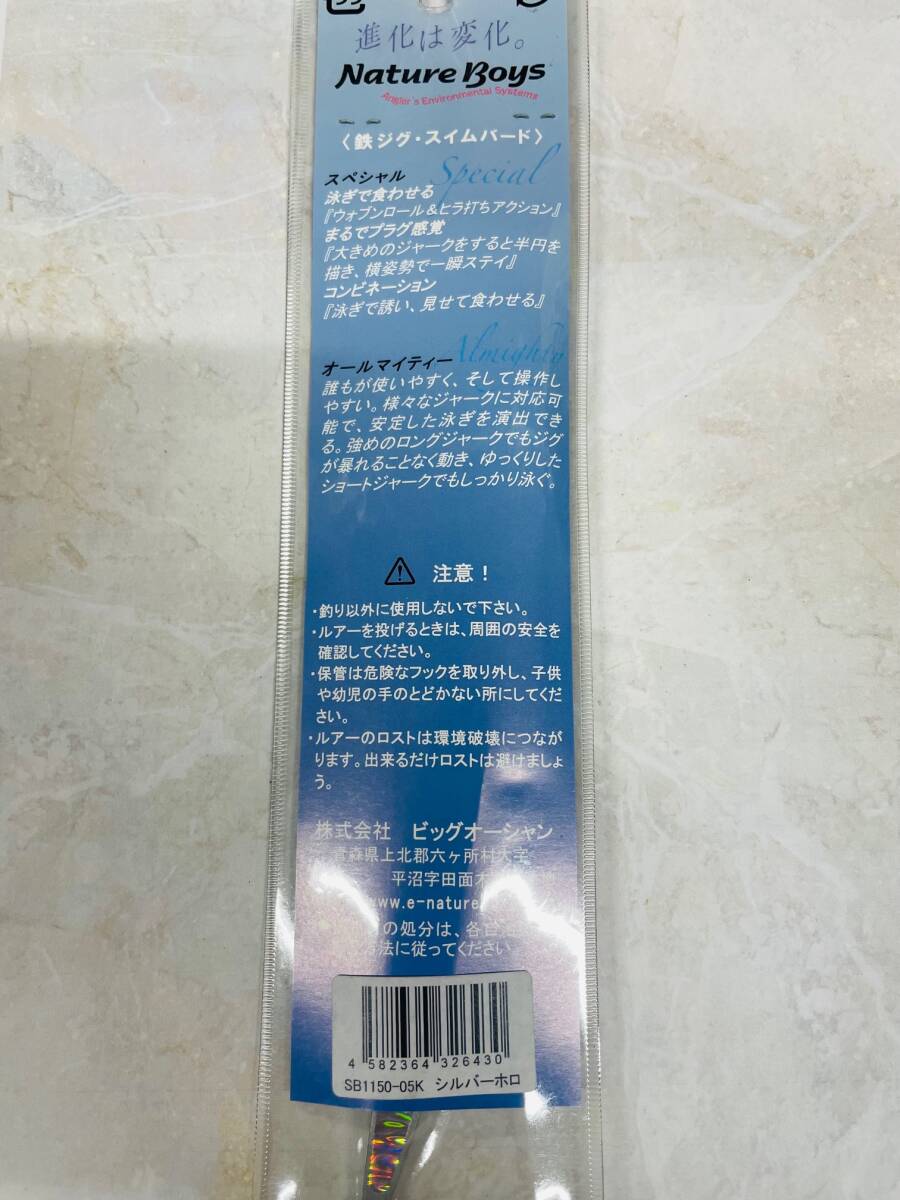 進化は変化。
Nature Boys
Angler's Environmental Systems
〈鉄ジグ・スイムバード〉
Special
スペシャル
泳ぎで食わせる
『ウォブンロール＆ヒラ打ちアクション』
まるでプラグ感覚
『大きめのジャークをすると半円を
描き、横姿勢で一瞬ステイ』
コンビネーション
『泳ぎで誘い、見せて食わせる』
Almighty
オールマイティー
誰もが使いやすく、そして操作し
やすい。様々なジャークに対応可
能で、安定した泳ぎを演出でき
る。強めのロングジャークでもジグ
が暴れることなく動き、ゆっくりした
ショートジャークでもしっかり泳ぐ。
注意！
・釣り以外に使用しないで下さい。
・ルアーを投げるときは、周囲の安全を
確認してください。
・保管は危険なフックを取り外し、子供
や幼児の手のとどかない所にしてくだ
さい。
・ルアーのロストは環境破壊につなが
ります。出来るだけロストは避けましょ
う。
株式会社 ビッグオーシャン
青森県上北郡六ヶ所村大字
平沼字田面木
www.e-nature
の処分は、各自治
方法に従ってください
4 582364 326430
SB1150-05K シルバーホロ